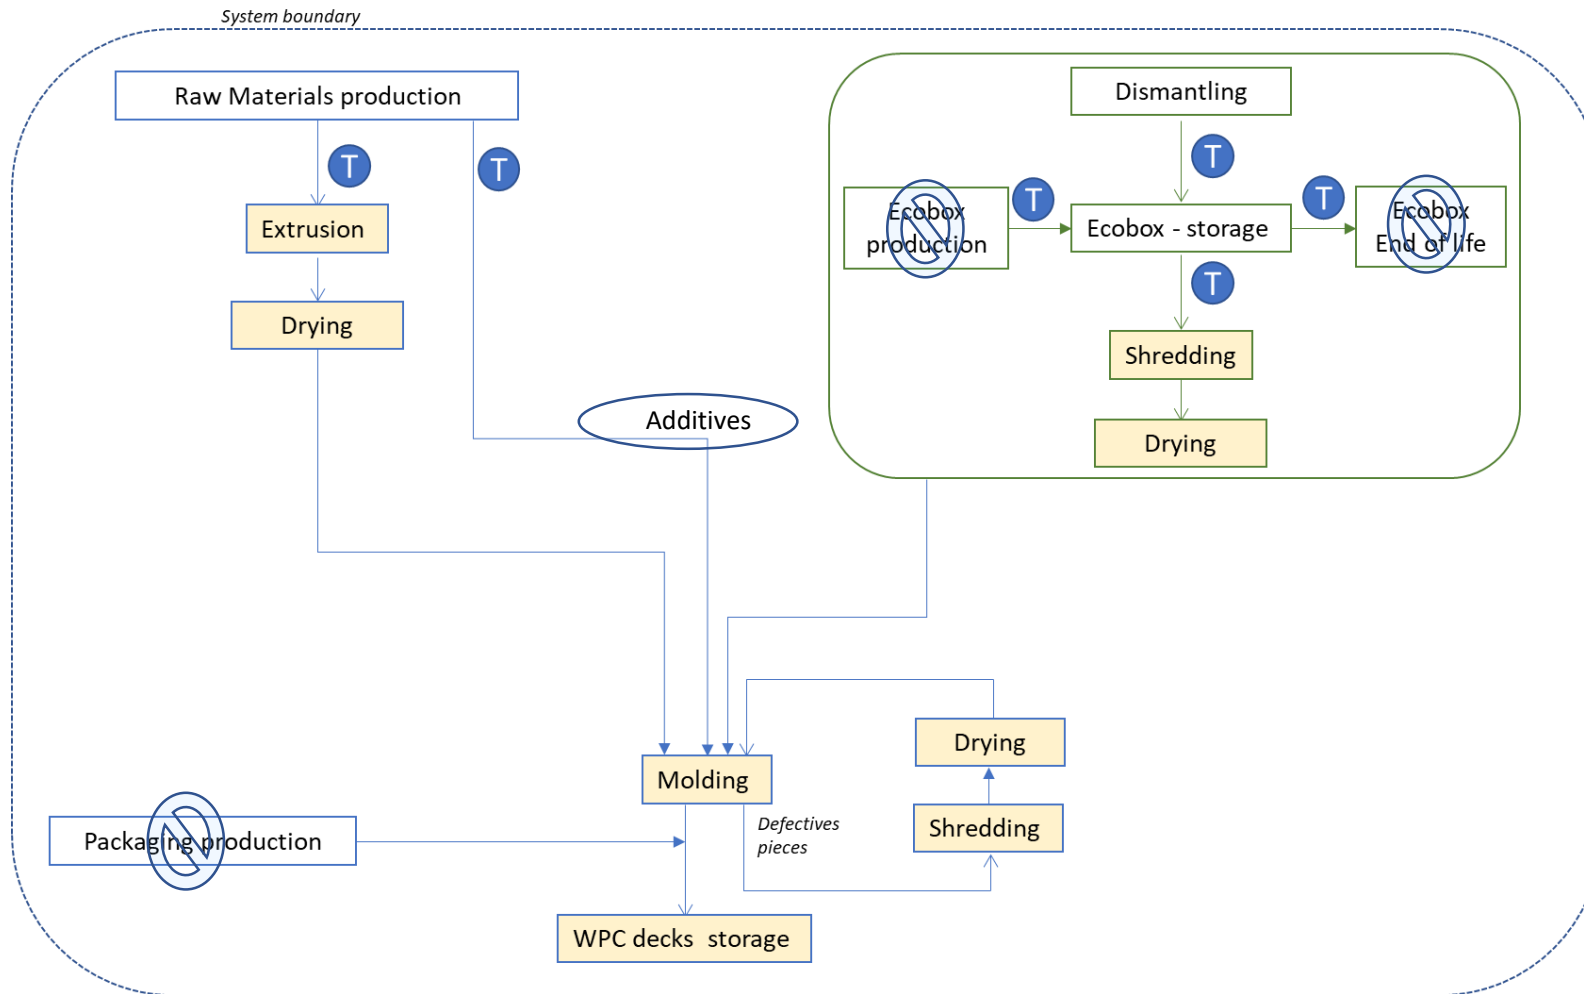 System boundary
Raw Materials production
Dismantling
T
T
T
Ecobox
production
T
Ecobox - storage
T
Ecobox
End of life
Extrusion
T
Drying
Shredding
Additives
Drying
Drying
Molding
Defectives
pieces
Shredding
Packaging production
WPC decks storage